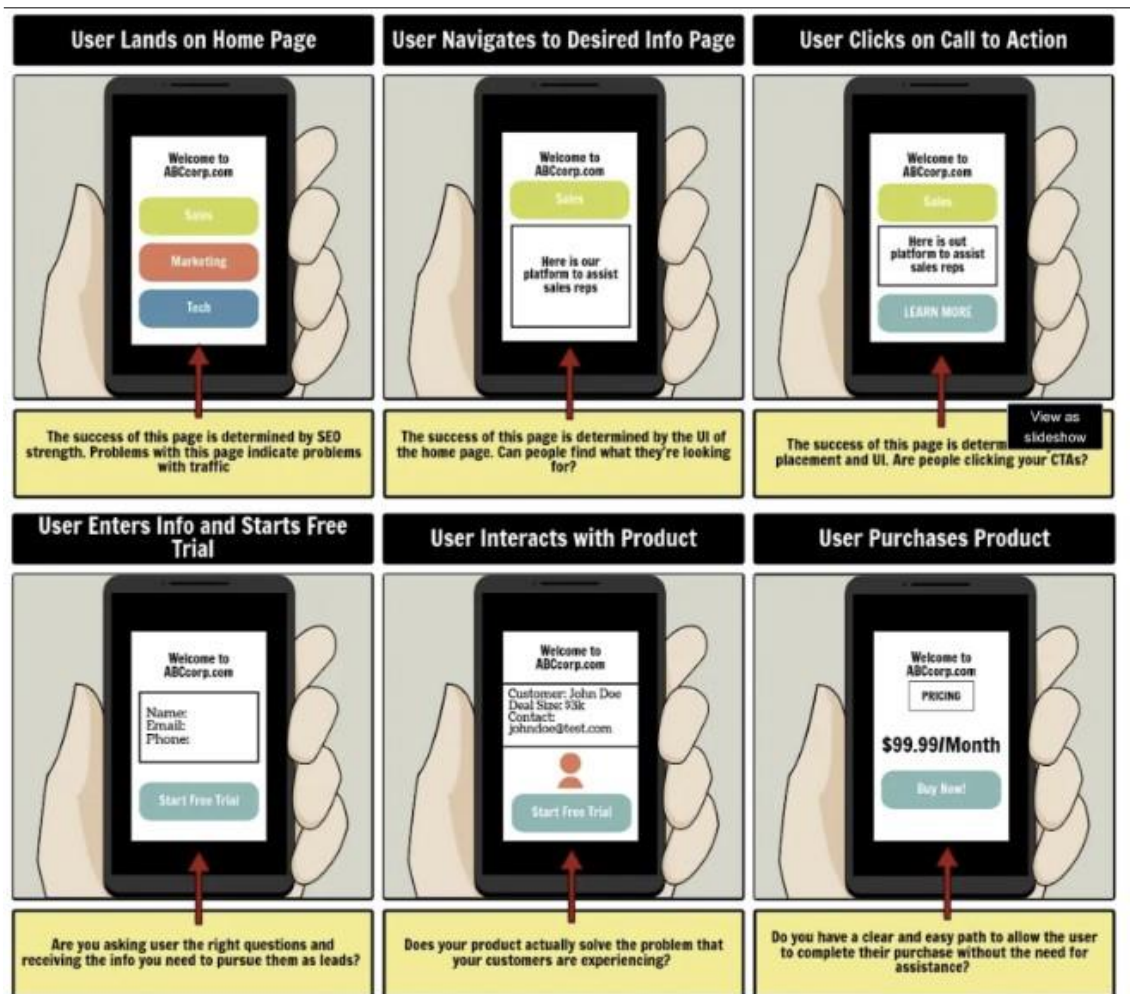 User Lands on Home Page
User Navigates to Desired Info Page
User Clicks on Call to Action
Welcome to
ABCcorp.com
Sales
Marketing
Tech
Welcome to
ABCcorp.com
Sales
Here is our
platform to assist
sales reps
Welcome to
ABCcorp.com
Sales
Here is out
platform to assist
sales reps
LEARN MORE
The success of this page is determined by SEO
strength. Problems with this page indicate problems
with traffic
The success of this page is determined by the UI of
the home page. Can people find what they're looking
for?
The success of this page is
placement and UI. Are people clicking your CTAs?
View as
slideshow
User Enters Info and Starts Free
Trial
User Interacts with Product
User Purchases Product
Welcome to
ABCcorp.com
Name:
Email:
Phone:
Start Free Trial
Welcome to
ABCcorp.com
Customer: John Doe
Deal Size: $3k
Contact:
johndoe@test.com
Start Free Trial
Welcome to
ABCcorp.com
PRICING
$99.99/Month
Buy Now!
Are you asking user the right questions and
receiving the info you need to pursue them as leads?
Does your product actually solve the problem that
your customers are experiencing?
Do you have a clear and easy path to allow the user
to complete their purchase without the need for
assistance?